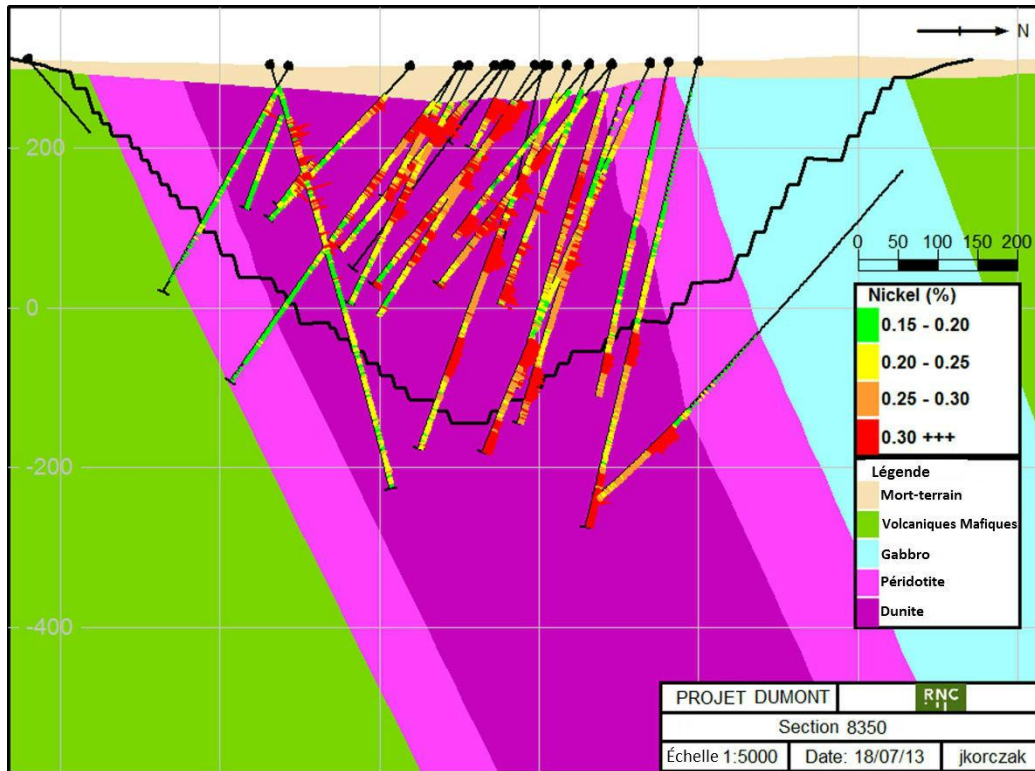 N
200
0
-200
-400
0 50 100 150 200
Nickel (%)
0.15 - 0.20
0.20 - 0.25
0.25 - 0.30
0.30 +++
Légende
Mort-terrain
Volcaniques Mafiques
Gabbro
Péridotite
Dunite
PROJET DUMONT
RNC
Section 8350
Échelle 1:5000
Date: 18/07/13
jkorczak